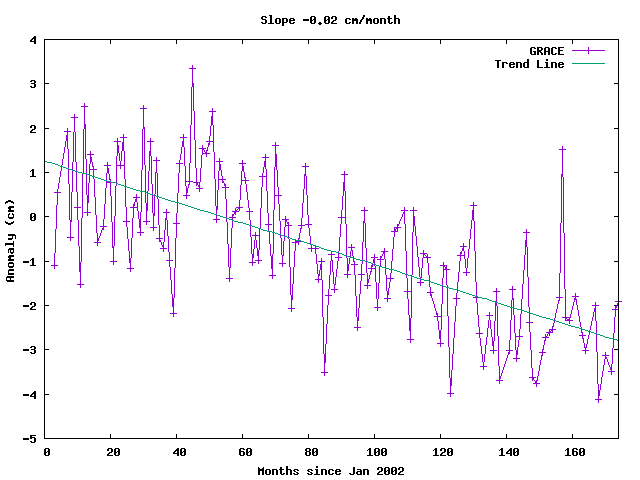 Slope -0.02 cm/month
GRACE
Trend Line
4
3
2
1
0
-1
-2
-3
-4
-5
Anomaly (cm)
0 20 40 60 80 100 120 140 160
Months since Jan 2002